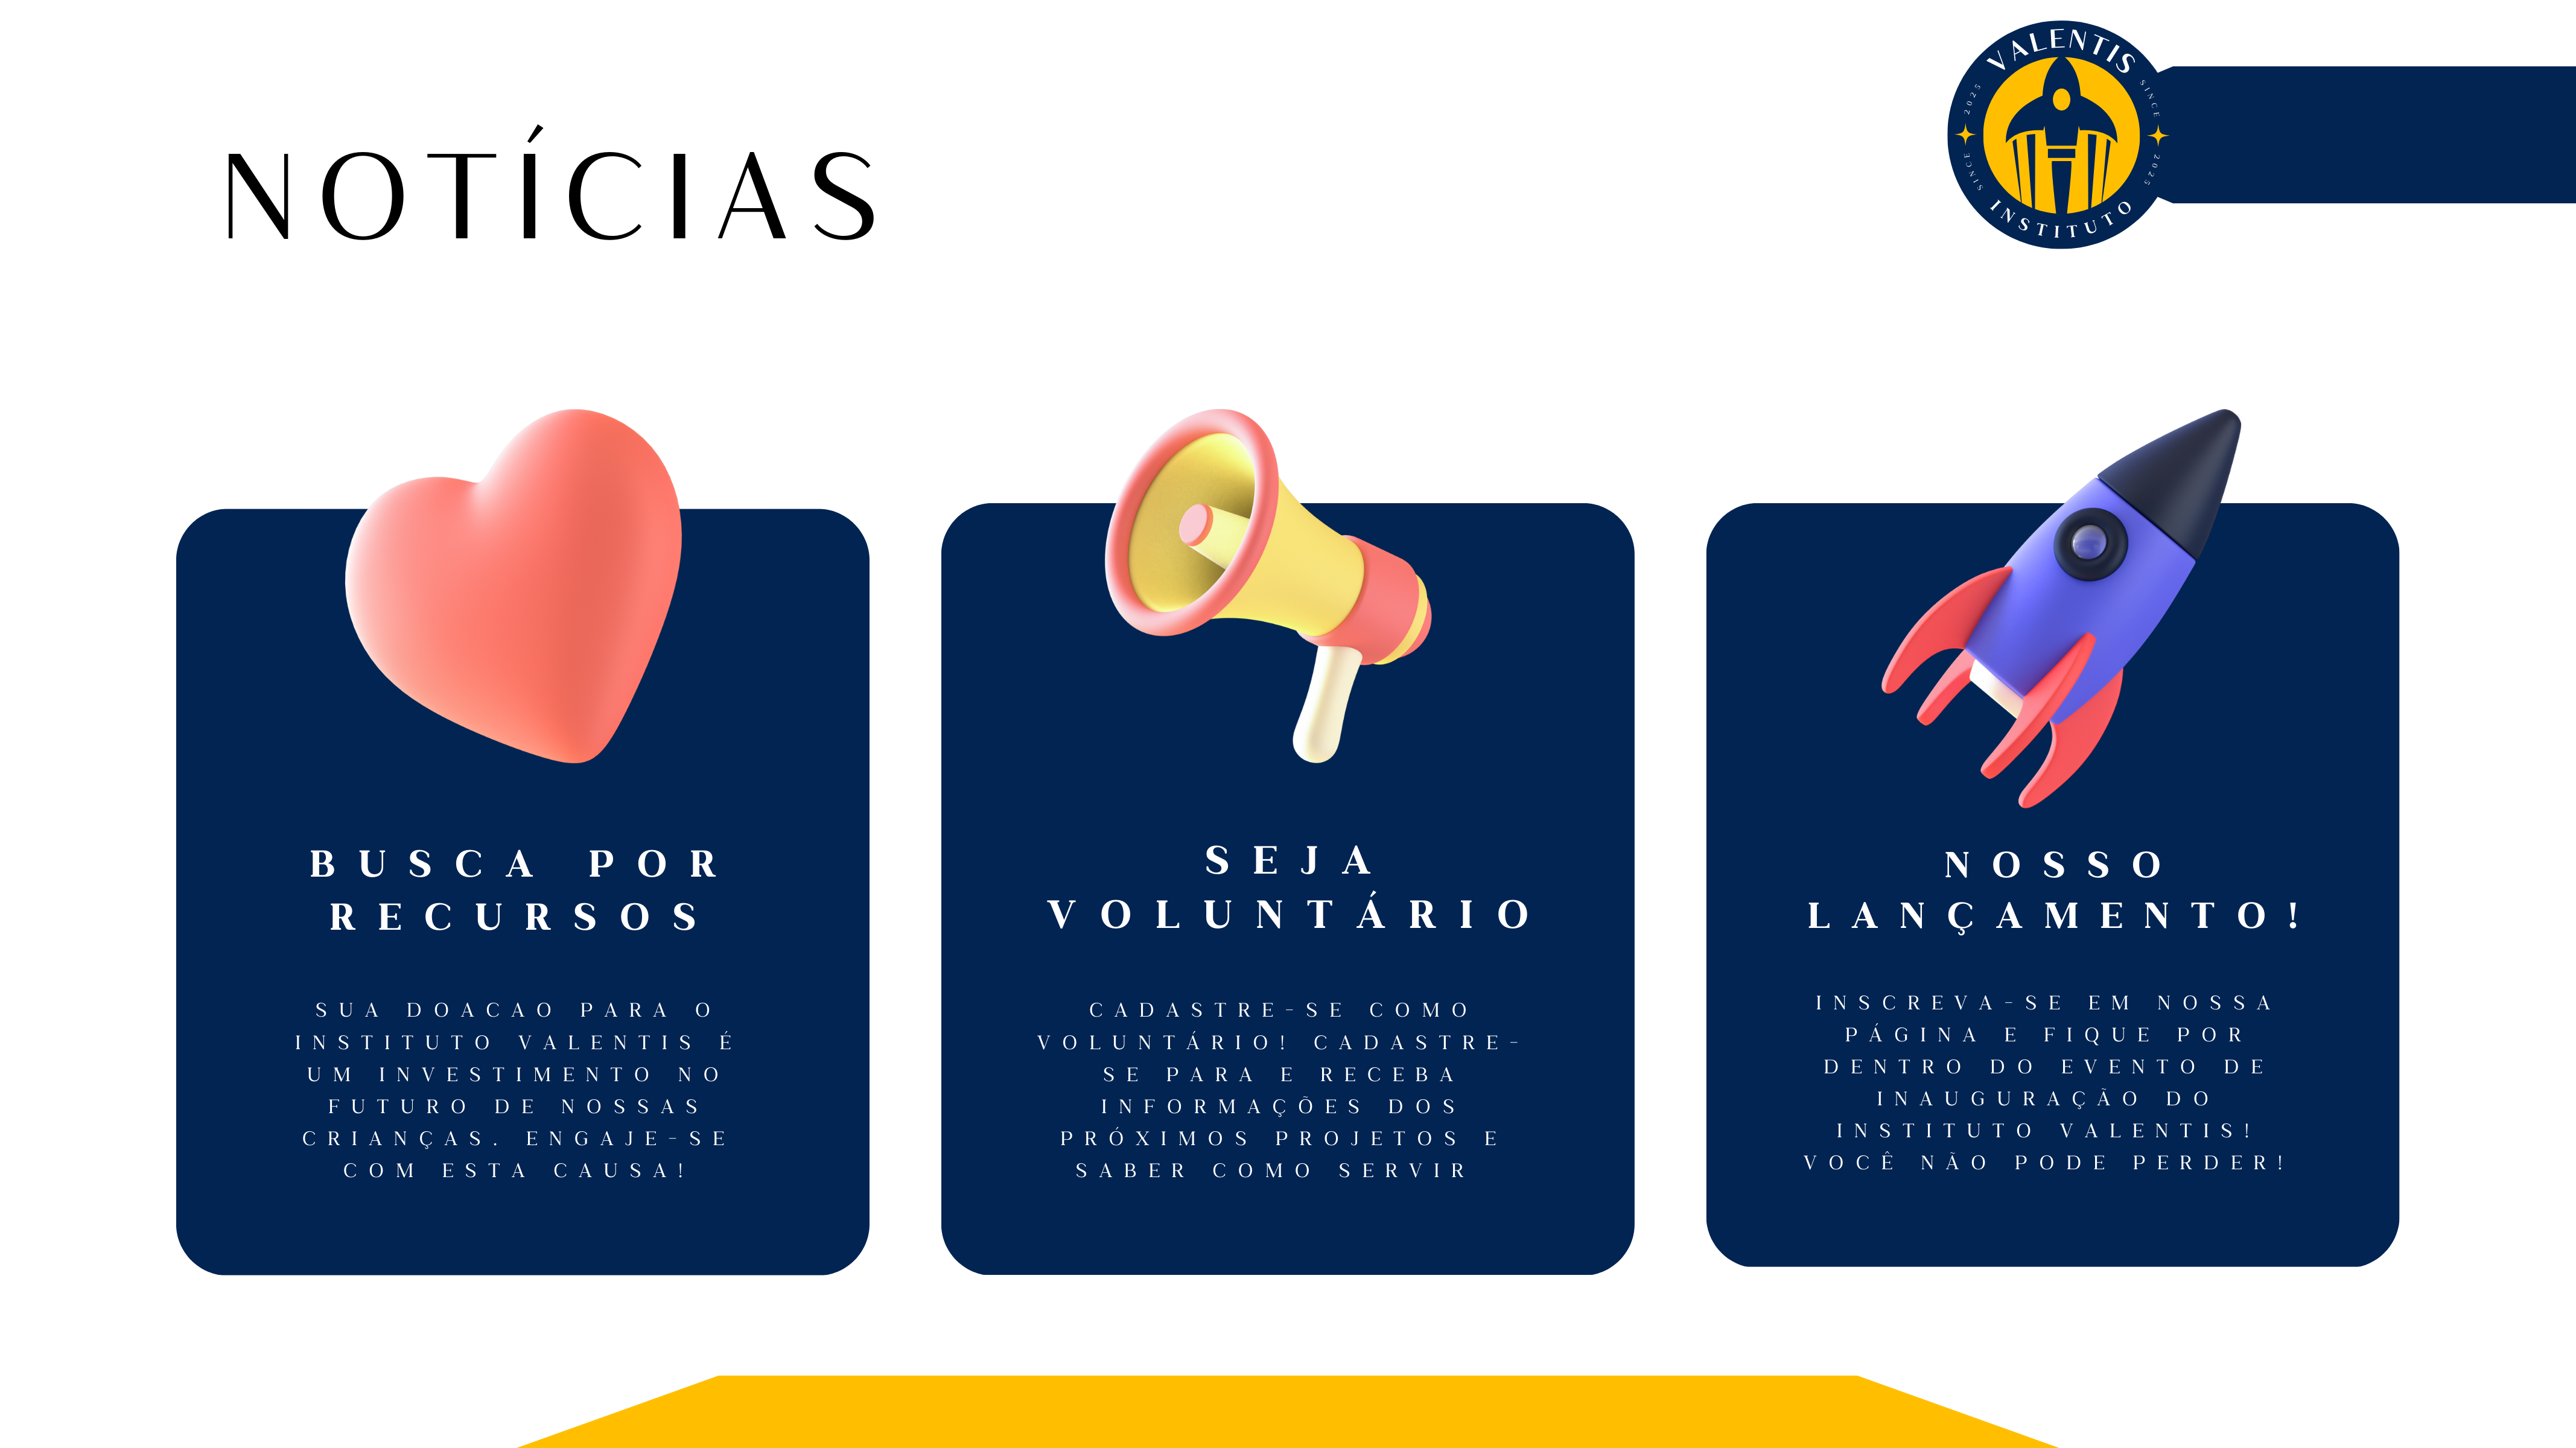 VALENTIS
SINCE 2025
SINCE 2025
INSTITUTO
NOTÍCIAS
BUSCA POR
RECURSOS
SUA DOACAO PARA O
INSTITUTO VALENTIS É
UM INVESTIMENTO NO
FUTURO DE NOSSAS
CRIANÇAS. ENGAJE-SE
COM ESTA CAUSA!
SEJA
VOLUNTÁRIO
CADASTRE-SE COMO
VOLUNTÁRIO! CADASTRE-
SE PARA E RECEBA
INFORMAÇÕES DOS
PRÓXIMOS PROJETOS E
SABER COMO SERVIR
NOSSO
LANÇAMENTO!
INSCREVA-SE EM NOSSA
PÁGINA E FIQUE POR
DENTRO DO EVENTO DE
INAUGURAÇÃO DO
INSTITUTO VALENTIS!
VOCÊ NÃO PODE PERDER!